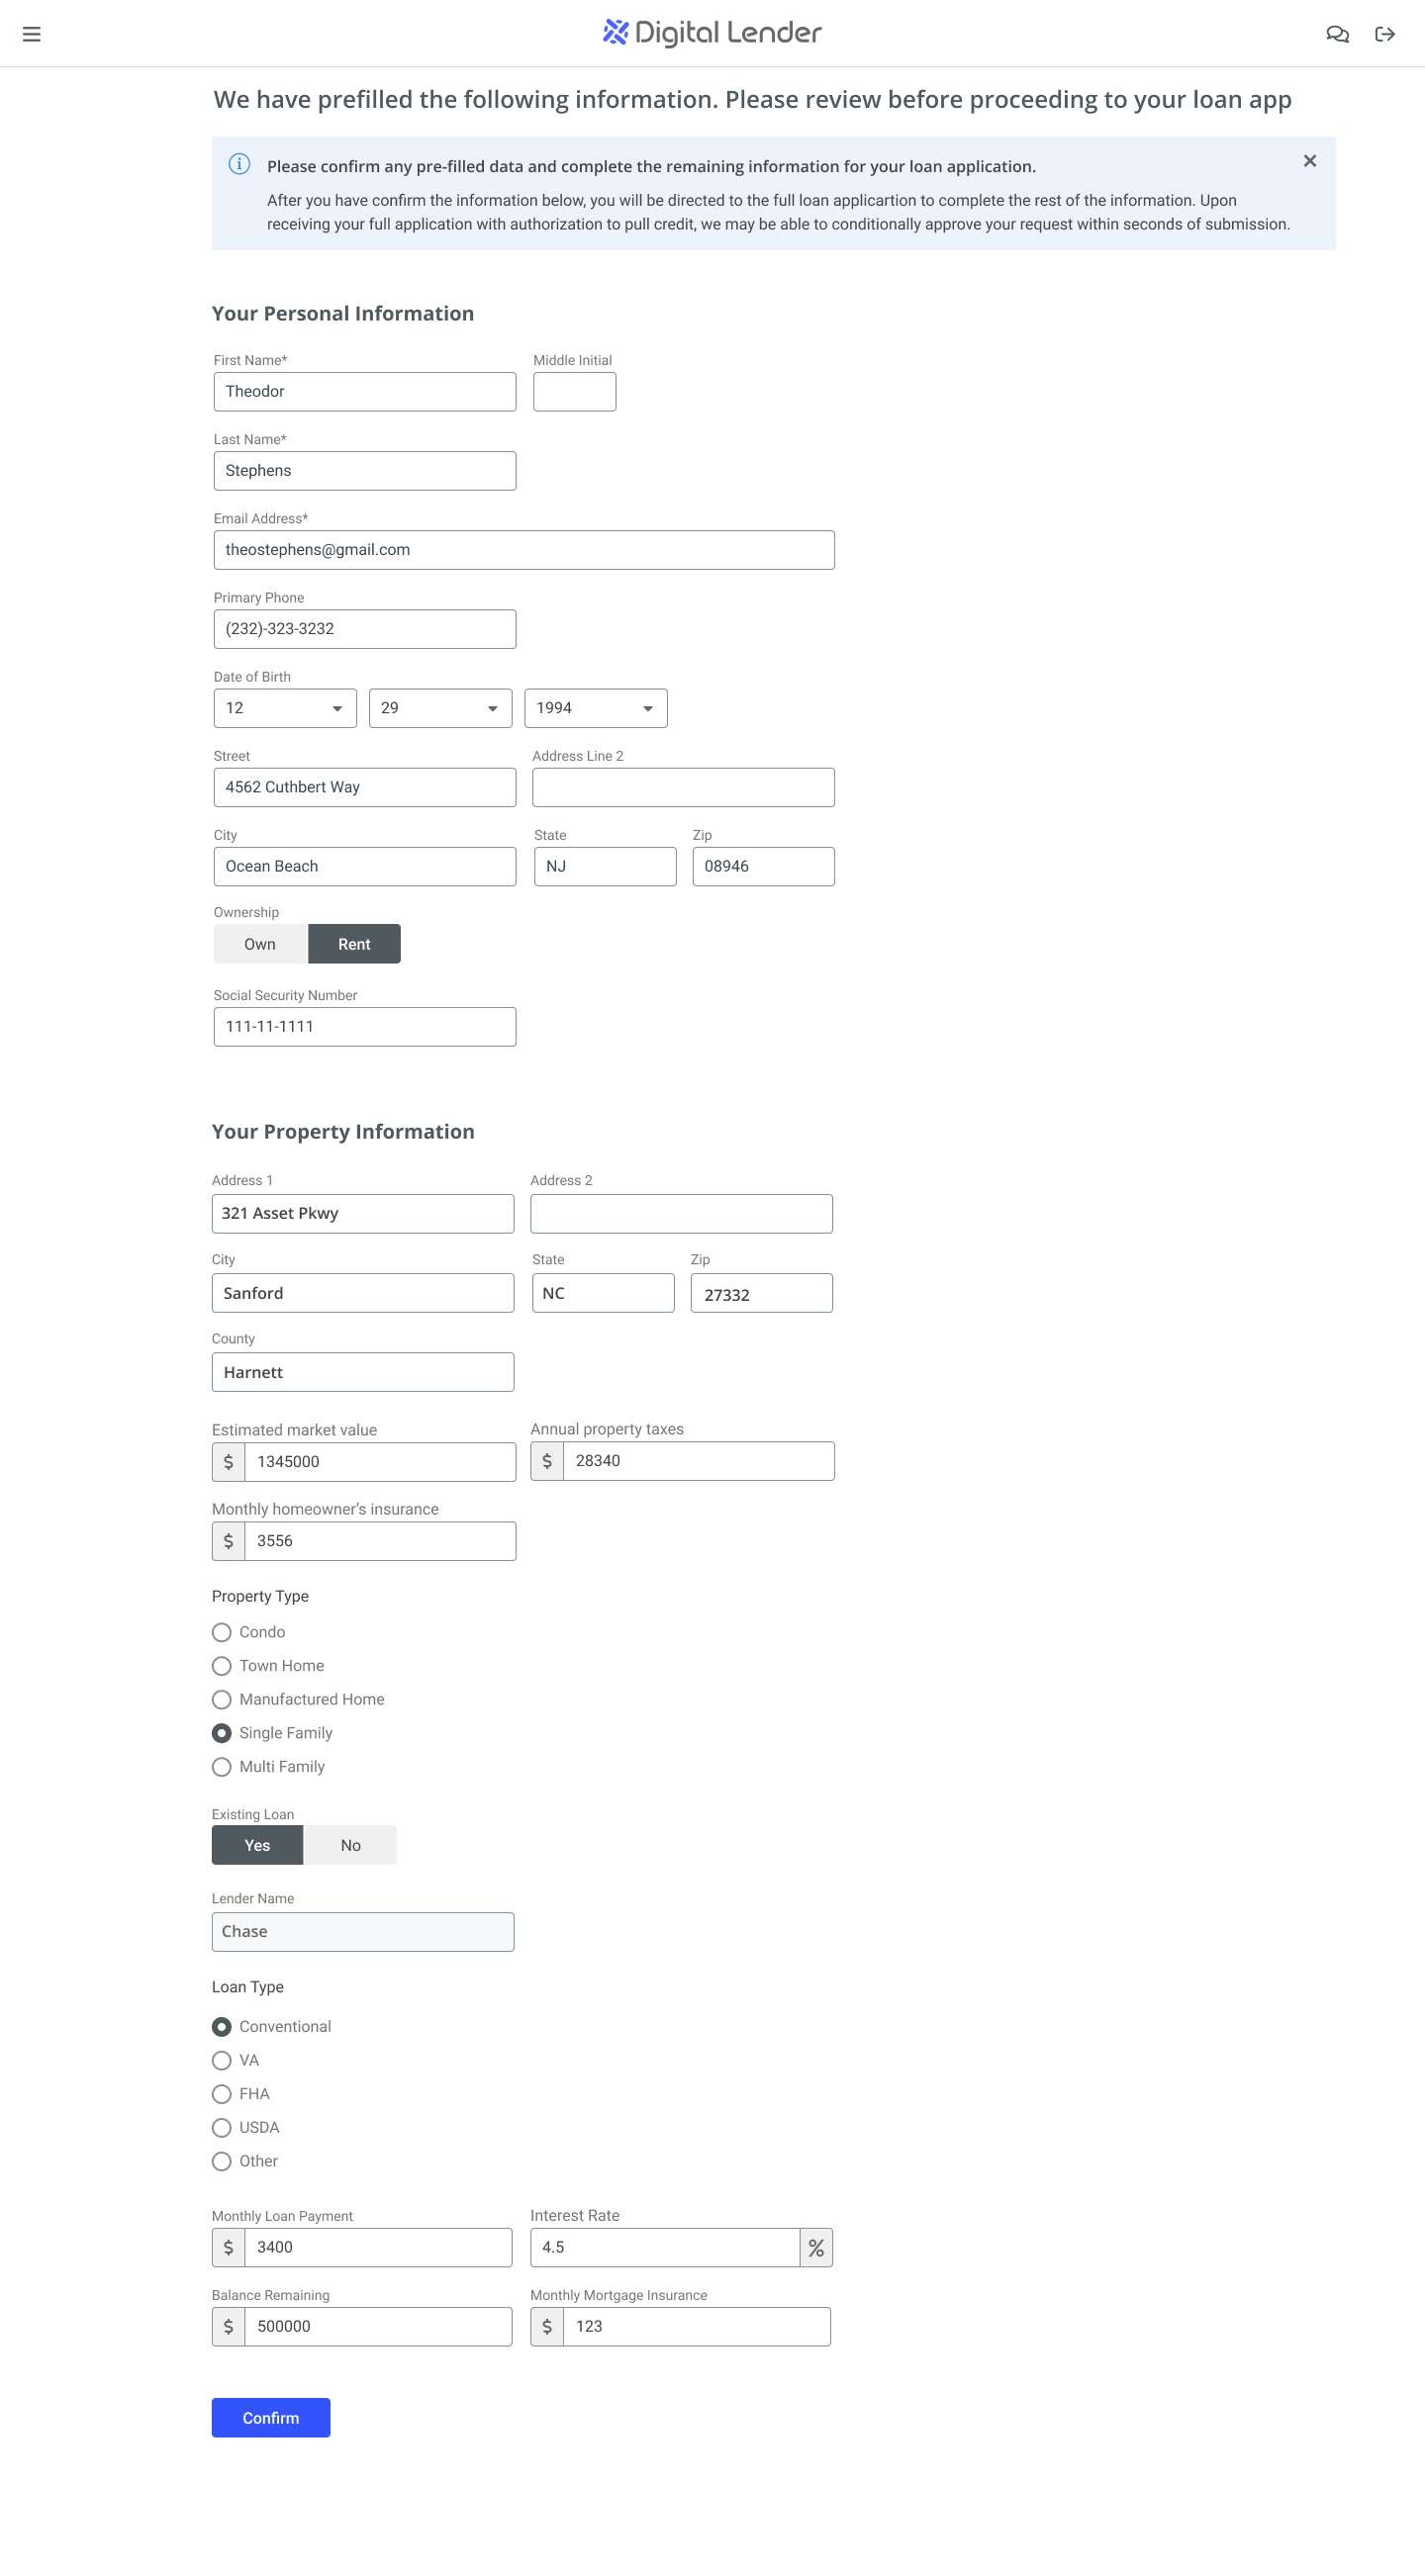 Digital Lender
We have prefilled the following information. Please review before proceeding to your loan app
Please confirm any pre-filled data and complete the remaining information for your loan application.
After you have confirm the information below, you will be directed to the full loan applicartion to complete the rest of the information. Upon
receiving your full application with authorization to pull credit, we may be able to conditionally approve your request within seconds of submission.
Your Personal Information
First Name* Middle Initial
Theodor
Last Name*
Stephens
Email Address*
theostephens@gmail.com
Primary Phone
(232)-323-3232
Date of Birth
12 29 1994
Street Address Line 2
4562 Cuthbert Way
City State Zip
Ocean Beach NJ 08946
Ownership
Own Rent
Social Security Number
111-11-1111
Your Property Information
Address 1 Address 2
321 Asset Pkwy
City State Zip
Sanford NC 27332
County
Harnett
Estimated market value Annual property taxes
$ 1345000 $ 28340
Monthly homeowner’s insurance
$ 3556
Property Type
Condo
Town Home
Manufactured Home
Single Family
Multi Family
Existing Loan
Yes No
Lender Name
Chase
Loan Type
Conventional
VA
FHA
USDA
Other
Monthly Loan Payment Interest Rate
$ 3400 4.5 %
Balance Remaining Monthly Mortgage Insurance
$ 500000 $ 123
Confirm